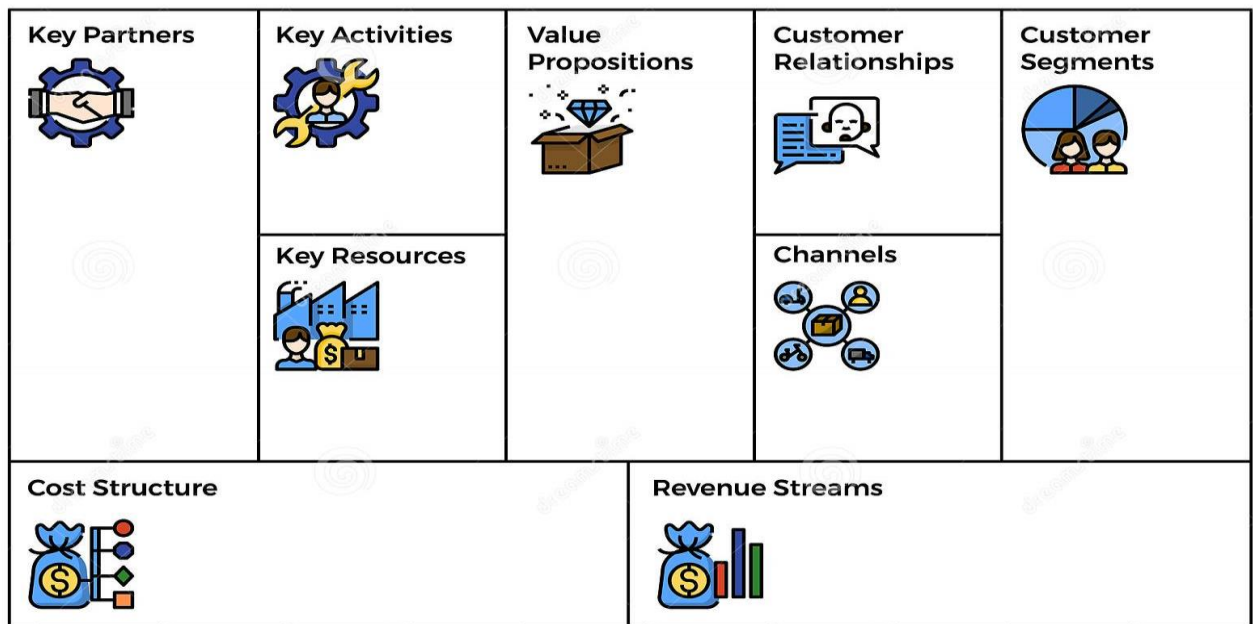 Key Partners
Key Activities
Value
Propositions
Customer
Relationships
Customer
Segments
Key Resources
Channels
Cost Structure
Revenue Streams